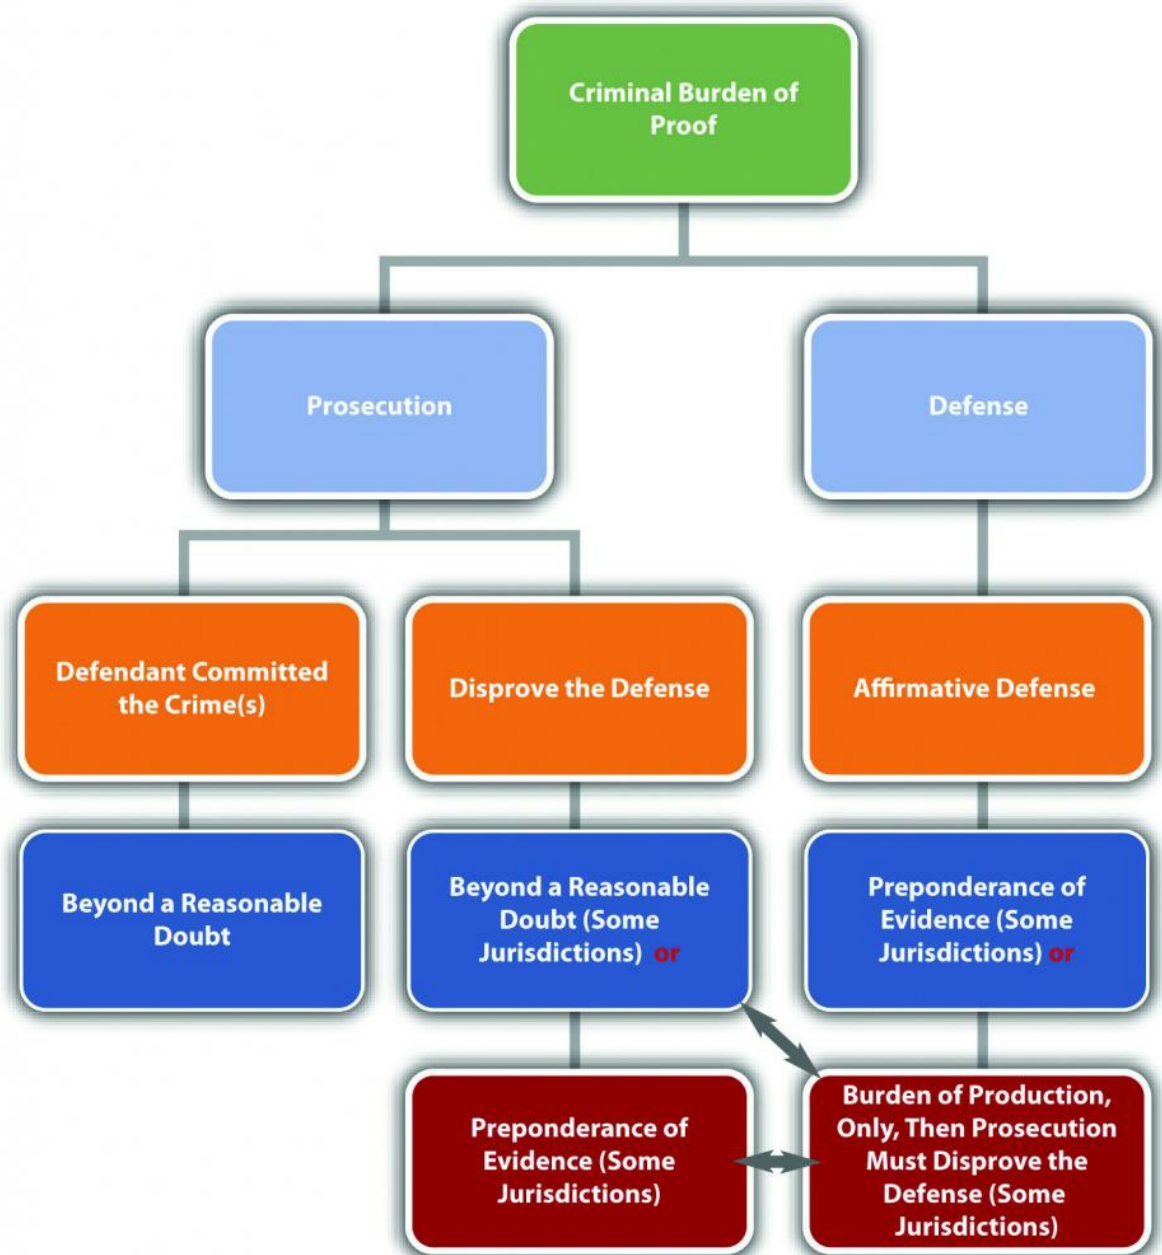 Criminal Burden of
Proof
Prosecution
Defense
Defendant Committed
the Crime(s)
Disprove the Defense
Affirmative Defense
Beyond a Reasonable
Doubt
Beyond a Reasonable
Doubt (Some
Jurisdictions) or
Preponderance of
Evidence (Some
Jurisdictions) or
Preponderance of
Evidence (Some
Jurisdictions)
Burden of Production,
Only, Then Prosecution
Must Disprove the
Defense (Some
Jurisdictions)